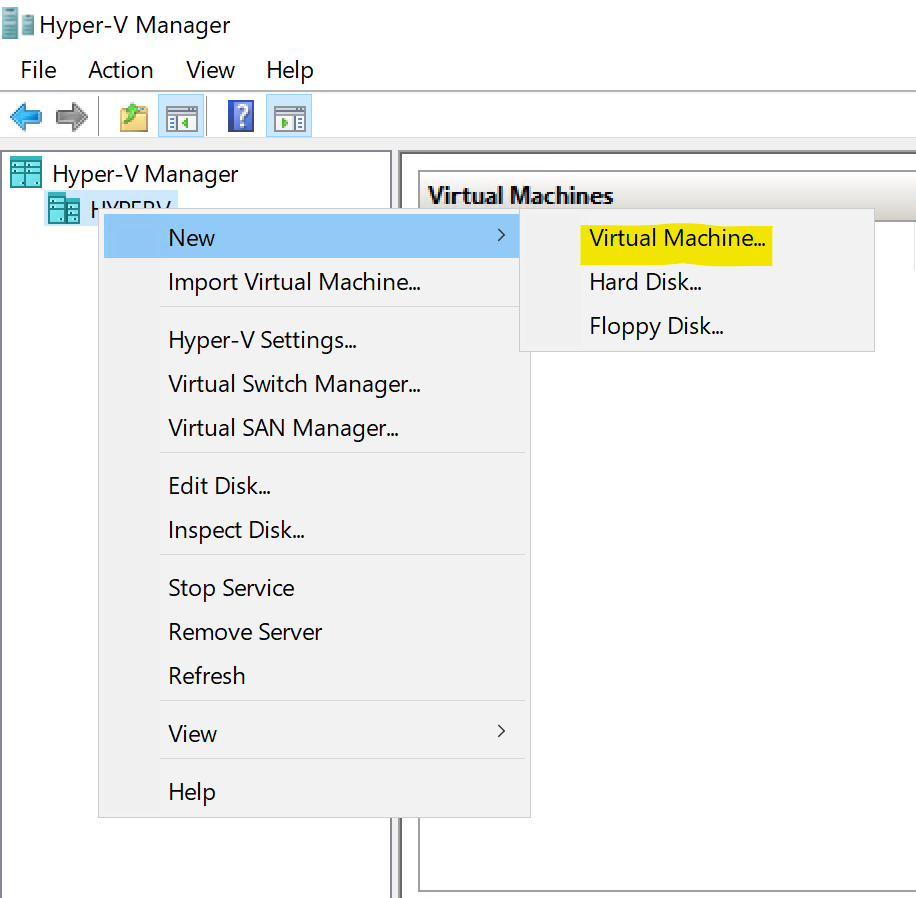 Hyper-V Manager
File Action View Help
Hyper-V Manager
HYPERV
Virtual Machines
New
Import Virtual Machine...
Hyper-V Settings...
Virtual Switch Manager...
Virtual SAN Manager...
Edit Disk...
Inspect Disk...
Stop Service
Remove Server
Refresh
View
Help
Virtual Machine...
Hard Disk...
Floppy Disk...